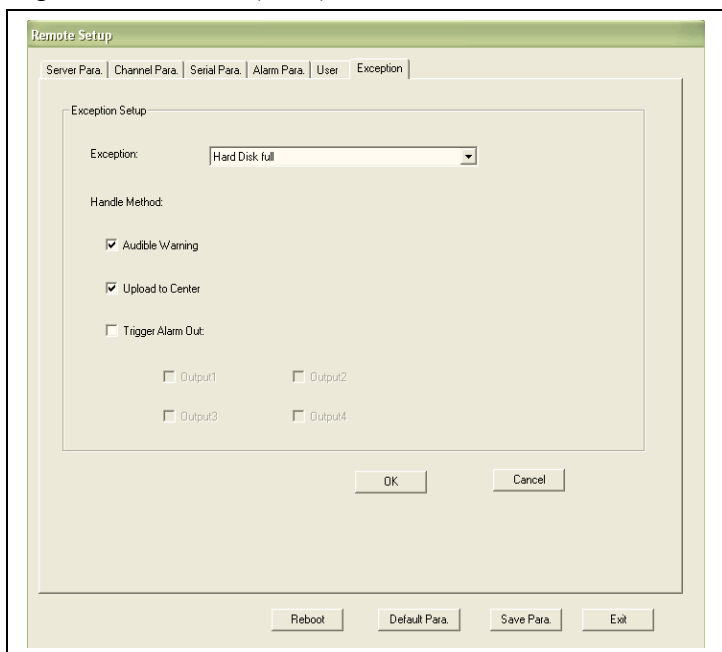 Remote Setup
Server Para. Channel Para. Serial Para. Alarm Para. User Exception
Exception Setup
Exception: Hard Disk full
Handle Method:
Audible Warning
Upload to Center
Trigger Alarm Out:
Output1 Output2
Output3 Output4
OK Cancel
Reboot Default Para. Save Para. Exit